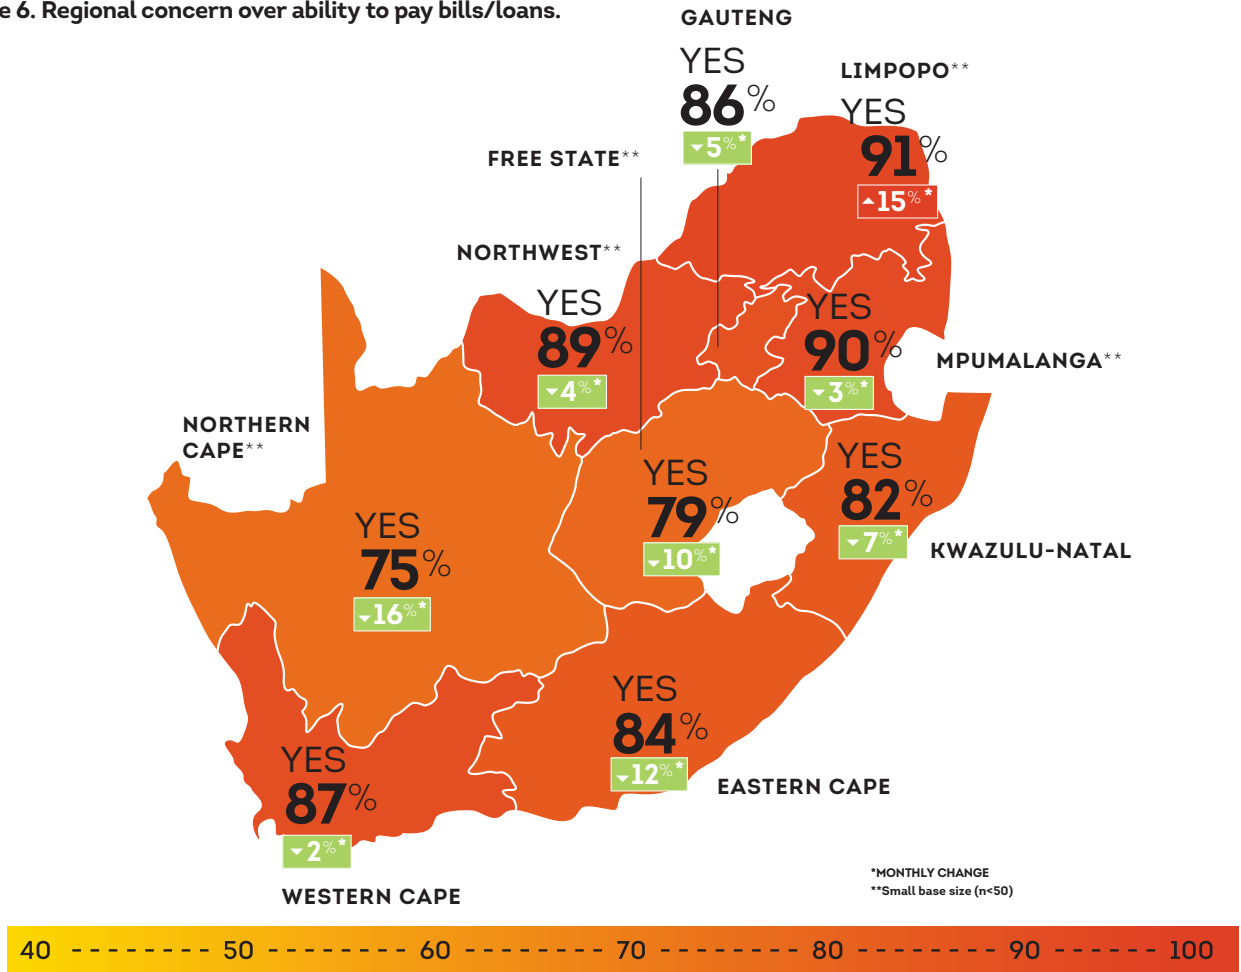 e 6. Regional concern over ability to pay bills/loans.
GAUTENG
YES
86%
▼5%*
LIMPOPO**
YES
91%
▲15%*
FREE STATE**
NORTHWEST**
YES
89%
▼4%*
YES
90%
▼3%*
MPUMALANGA**
NORTHERN
CAPE**
YES
75%
▼16%*
YES
79%
▼10%*
YES
82%
▼7%*
KWAZULU-NATAL
YES
84%
▼12%*
EASTERN CAPE
YES
87%
▼2%*
WESTERN CAPE
*MONTHLY CHANGE
**Small base size (n<50)
40 - - - - - - - - 50 - - - - - - - - 60 - - - - - - - - 70 - - - - - - - - 80 - - - - - - - - 90 - - - - - - - - 100